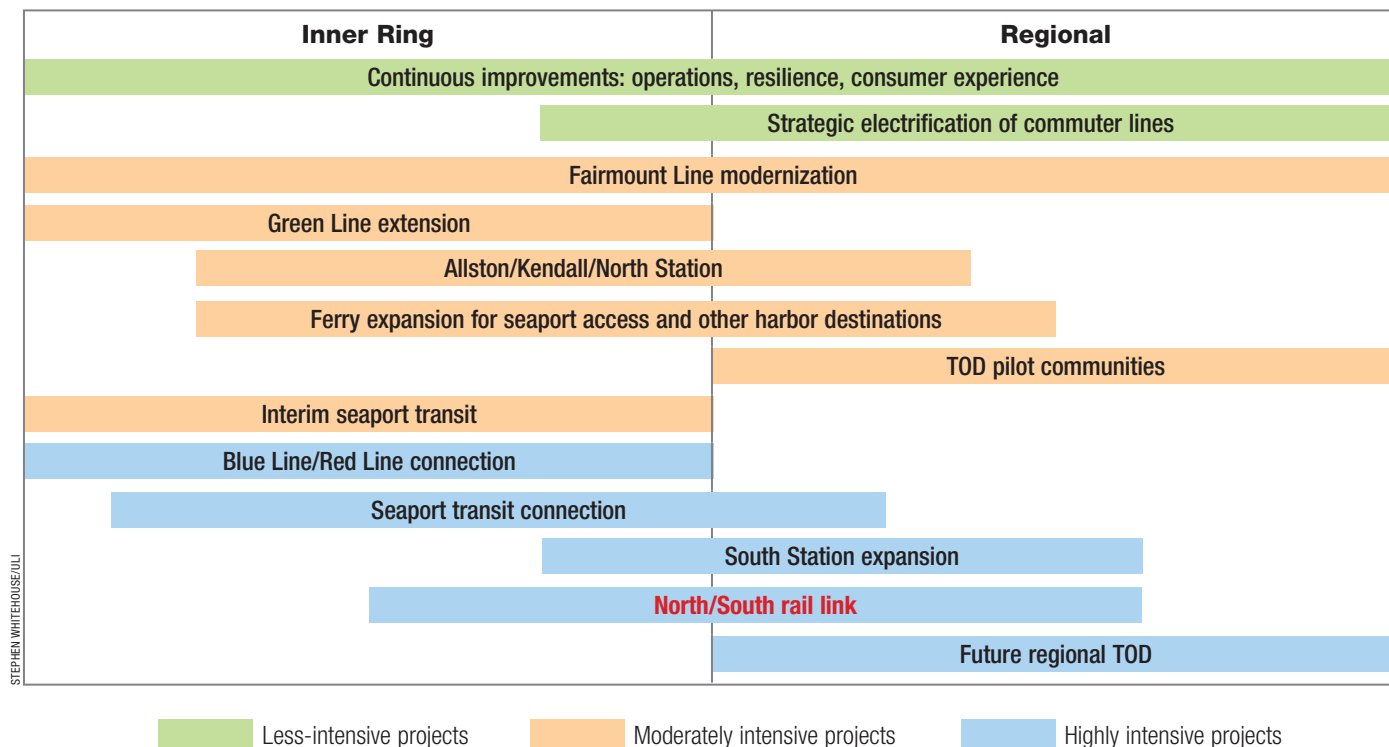 Inner Ring
Regional
Continuous improvements: operations, resilience, consumer experience
Strategic electrification of commuter lines
Fairmount Line modernization
Green Line extension
Allston/Kendall/North Station
Ferry expansion for seaport access and other harbor destinations
TOD pilot communities
Interim seaport transit
Blue Line/Red Line connection
Seaport transit connection
South Station expansion
North/South rail link
Future regional TOD
STEPHEN WHITEHOUSE/ULI
Less-intensive projects
Moderately intensive projects
Highly intensive projects